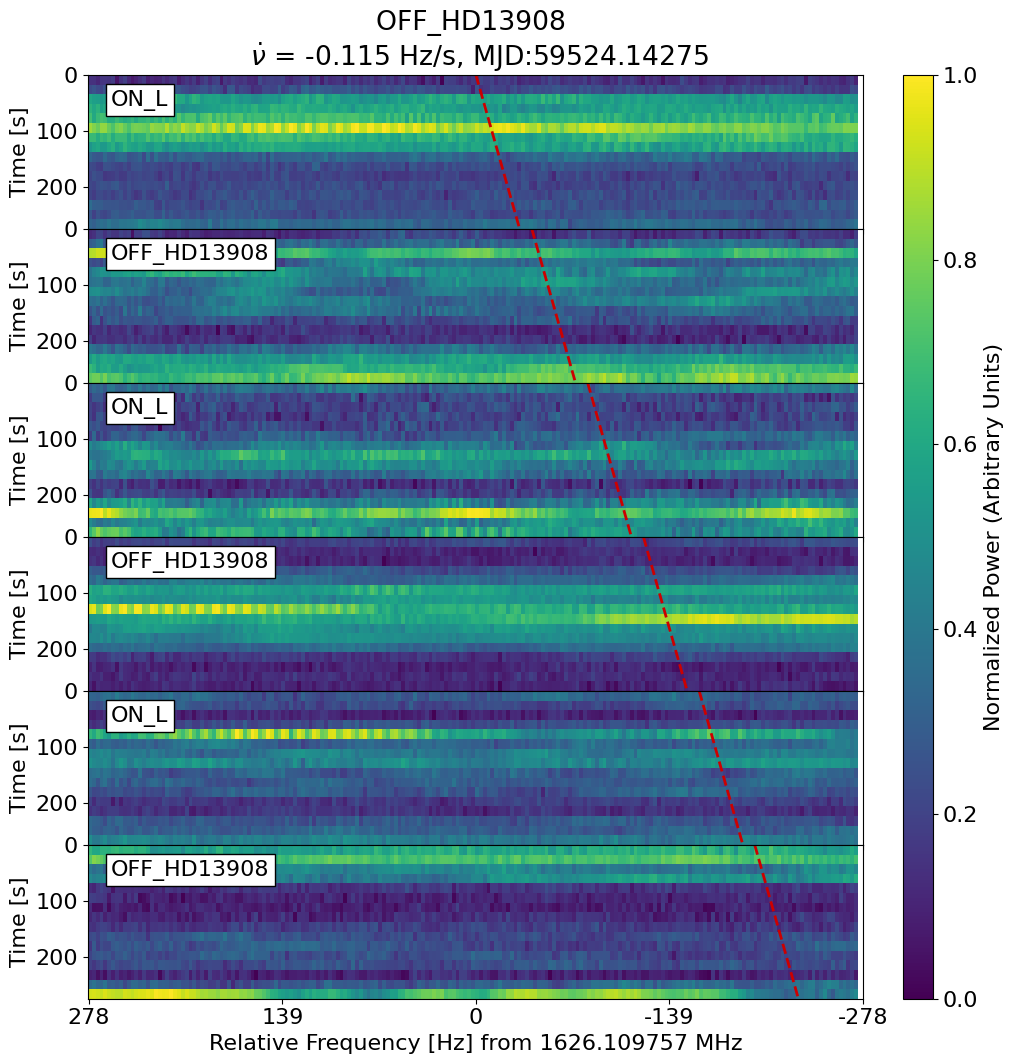 OFF_HD13908
ν̇ = -0.115 Hz/s, MJD:59524.14275
0
100
200
Time [s]
ON_L
0
100
200
Time [s]
OFF_HD13908
0
100
200
Time [s]
ON_L
0
100
200
Time [s]
OFF_HD13908
0
100
200
Time [s]
ON_L
0
100
200
Time [s]
OFF_HD13908
278 139 0 -139 -278
Relative Frequency [Hz] from 1626.109757 MHz
1.0
0.8
0.6
0.4
0.2
0.0
Normalized Power (Arbitrary Units)